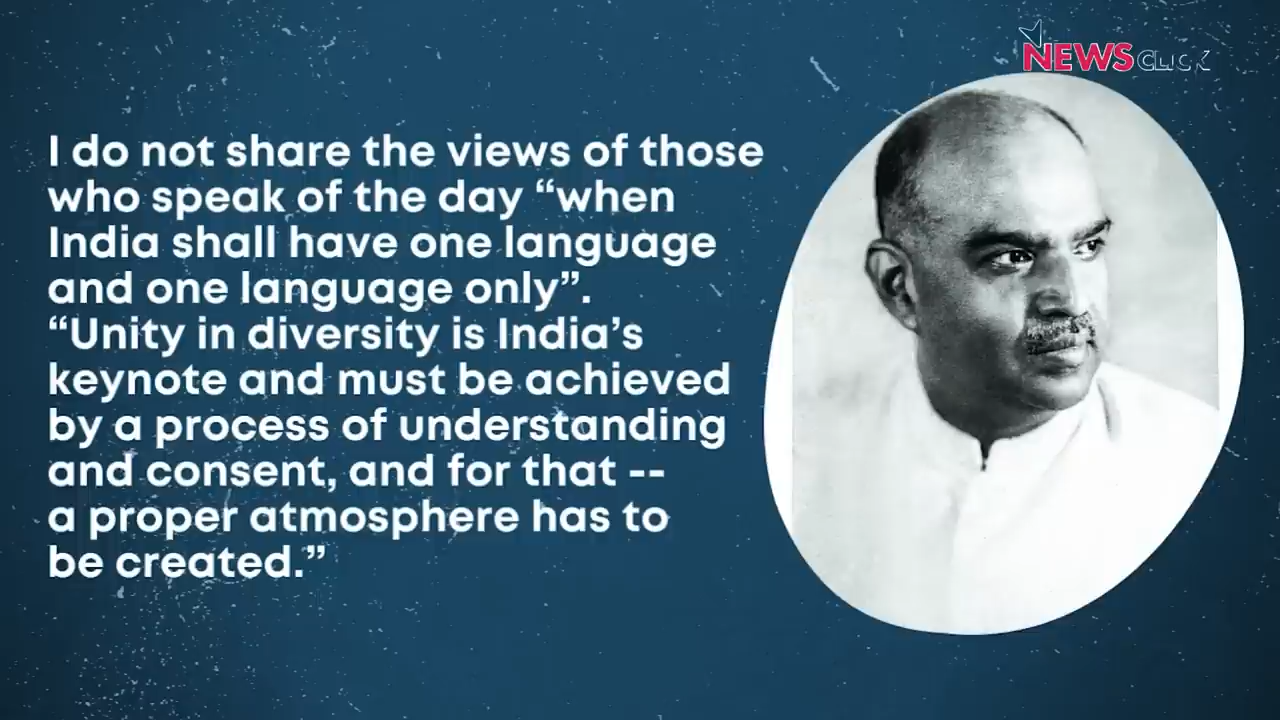 NEWSCLICK
I do not share the views of those
who speak of the day “when
India shall have one language
and one language only”.
“Unity in diversity is India’s
keynote and must be achieved
by a process of understanding
and consent, and for that --
a proper atmosphere has to
be created.”